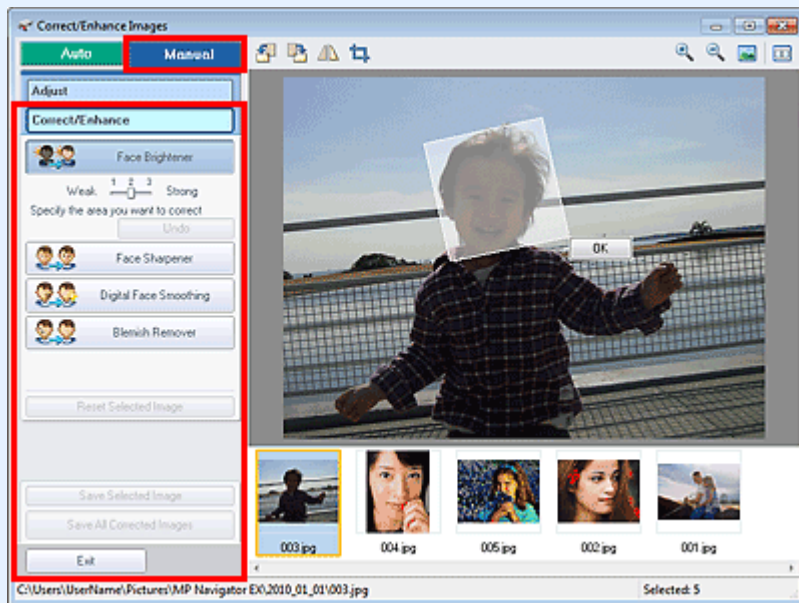 Correct/Enhance Images
Auto
Manual
Adjust
Correct/Enhance
Face Brightener
1 2 3
Weak Strong
Specify the area you want to correct
Undo
Face Sharpener
Digital Face Smoothing
Blemish Remover
Reset Selected Image
Save Selected Image
Save All Corrected Images
Exit
OK
003.jpg
004.jpg
005.jpg
002.jpg
001.jpg
C:\Users\UserName\Pictures\MP Navigator EX\2010_01_01\003.jpg
Selected: 5